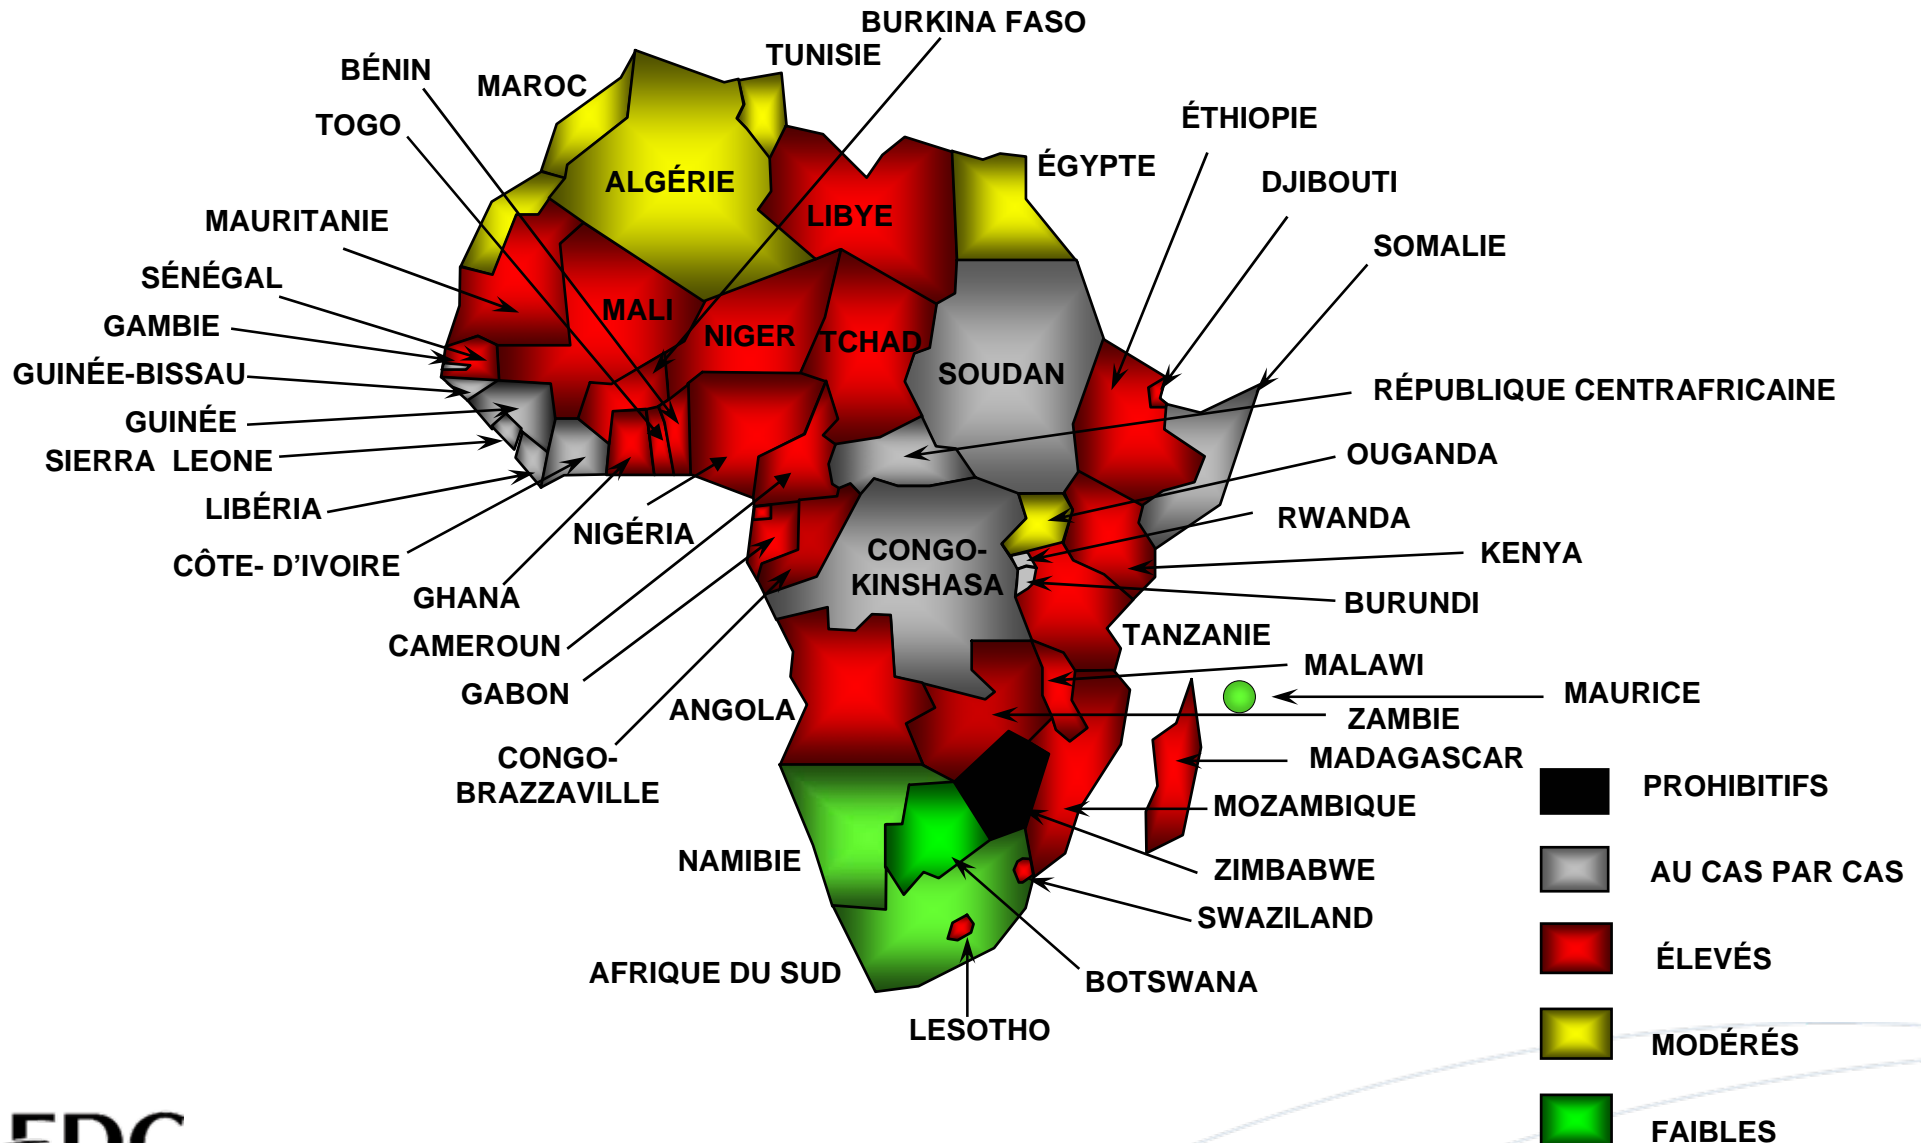 BURKINA FASO
TUNISIE
BÉNIN
MAROC
TOGO
ÉTHIOPIE
ÉGYPTE
ALGÉRIE
DJIBOUTI
MAURITANIE
LIBYE
SOMALIE
SÉNÉGAL
MALI
GAMBIE
NIGER
TCHAD
GUINÉE-BISSAU
SOUDAN
RÉPUBLIQUE CENTRAFRICAINE
GUINÉE
SIERRA LEONE
OUGANDA
LIBÉRIA
NIGÉRIA
RWANDA
CONGO-
KINSHASA
KENYA
CÔTE- D'IVOIRE
GHANA
BURUNDI
TANZANIE
CAMEROUN
MALAWI
GABON
MAURICE
ANGOLA
ZAMBIE
CONGO-
BRAZZAVILLE
MADAGASCAR
PROHIBITIFS
MOZAMBIQUE
NAMIBIE
ZIMBABWE
AU CAS PAR CAS
SWAZILAND
AFRIQUE DU SUD
BOTSWANA
ÉLEVÉS
LESOTHO
MODÉRÉS
EDC
FAIBLES